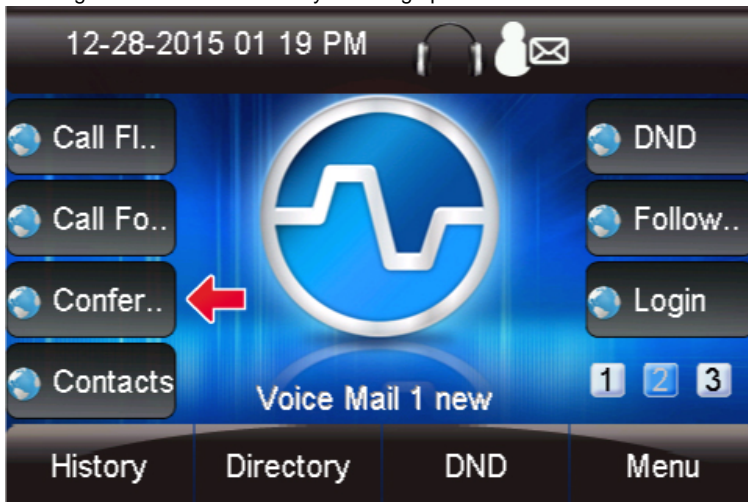 12-28-2015 01 19 PM
Call Fl..
DND
Call Fo..
Follow..
Confer..
Login
Contacts
1 2 3
Voice Mail 1 new
History Directory DND Menu